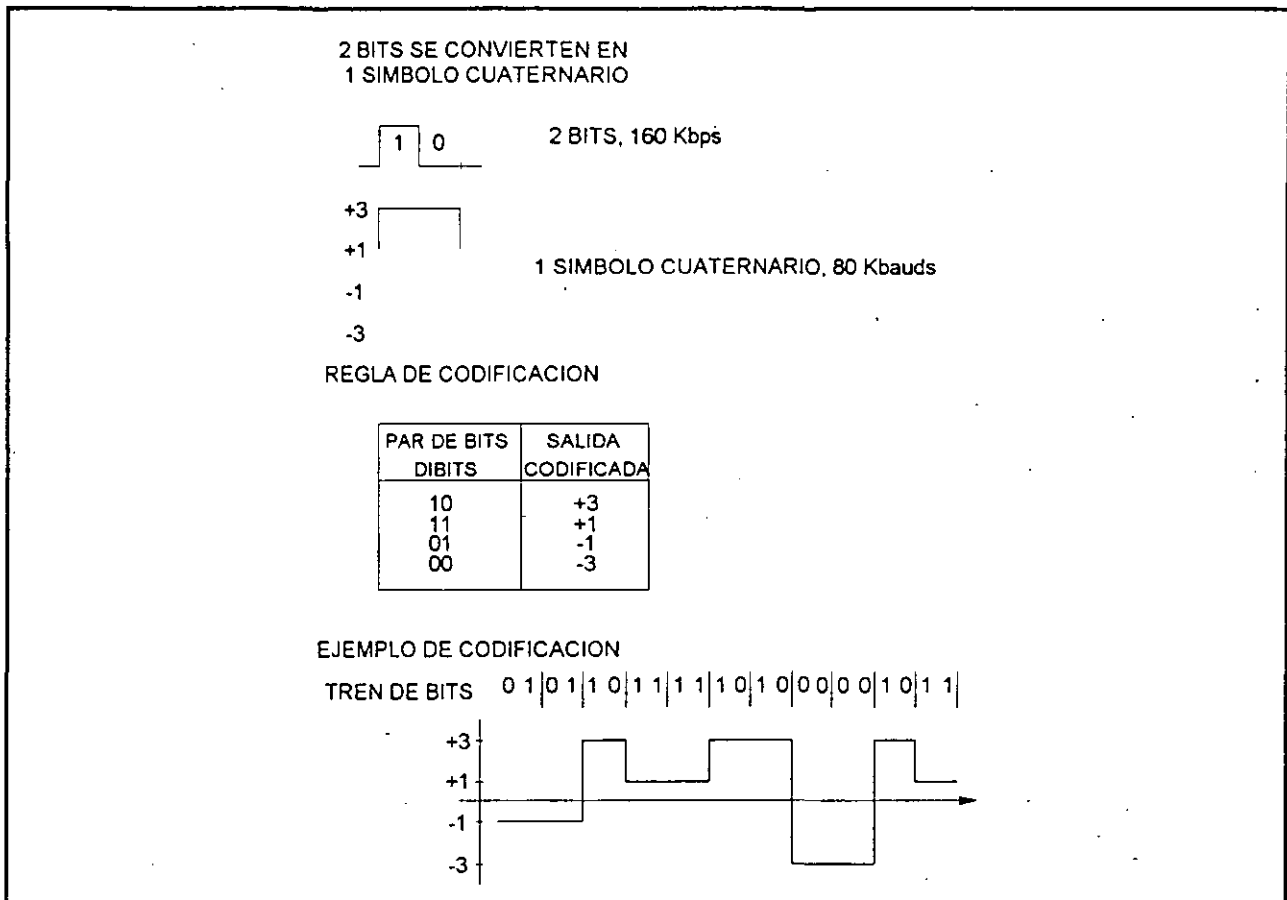 2 BITS SE CONVIERTEN EN
1 SIMBOLO CUATERNARIO
1 0
2 BITS, 160 Kbps
+3
+1
1 SIMBOLO CUATERNARIO, 80 Kbauds
-1
-3
REGLA DE CODIFICACION
PAR DE BITS SALIDA
DIBITS CODIFICADA
10 +3
11 +1
01 -1
00 -3
EJEMPLO DE CODIFICACION
TREN DE BITS 0 1|0 1|1 0|1 1|1 1|1 0|1 0|0 0|0 0|1 0|1 1|
+3
+1
-1
-3